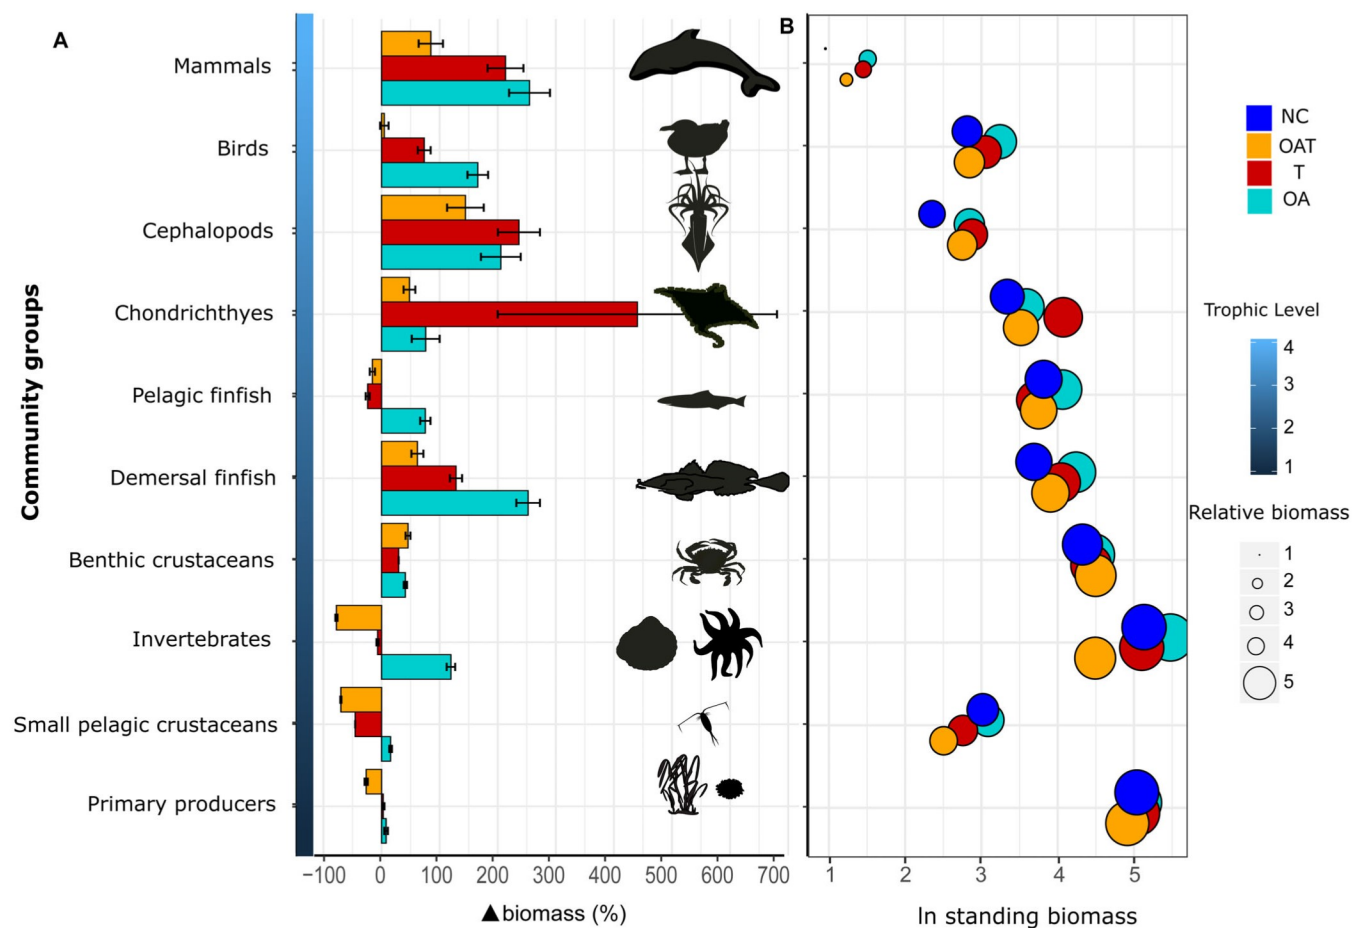 A
B
Community groups
Mammals
Birds
Cephalopods
Chondrichthyes
Pelagic finfish
Demersal finfish
Benthic crustaceans
Invertebrates
Small pelagic crustaceans
Primary producers
−100 0 100 200 300 400 500 600 700
▲biomass (%)
1 2 3 4 5
ln standing biomass
NC
OAT
T
OA
Trophic Level
4
3
2
1
Relative biomass
1
2
3
4
5